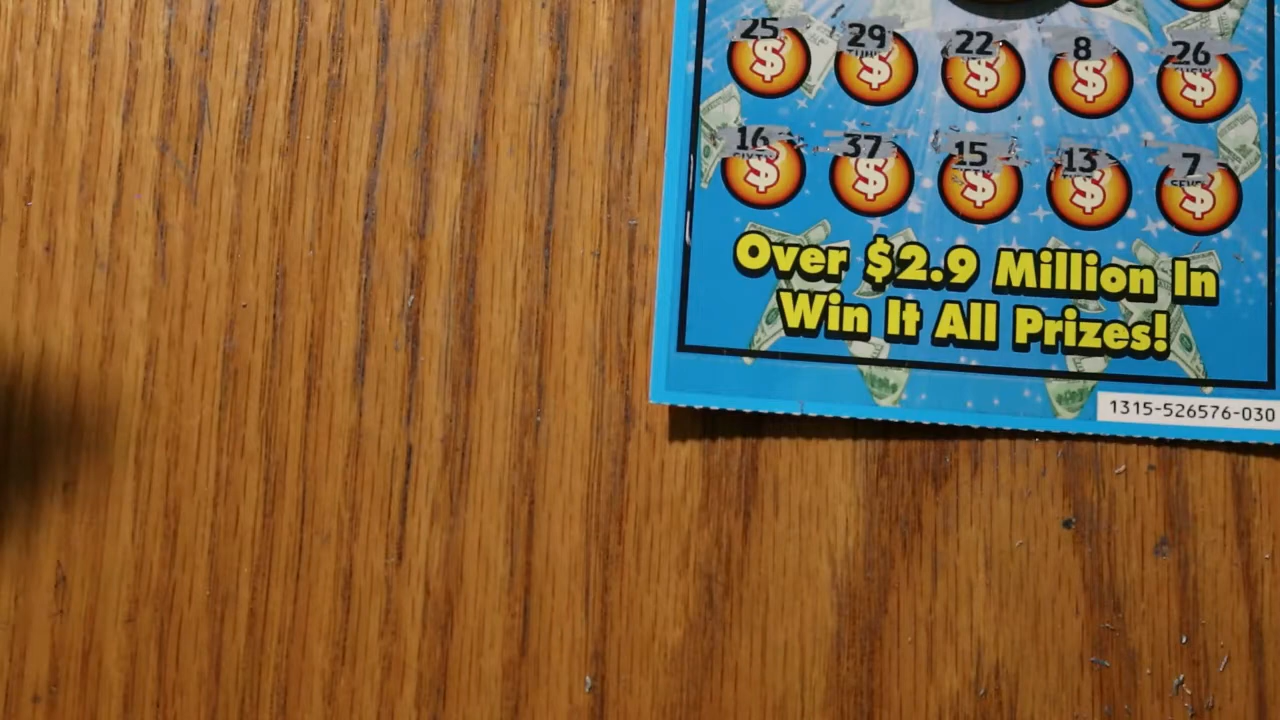 25 29 22 8 26
16 37 15 13 7
Over $2.9 Million In
Win It All Prizes!
1315-526576-030